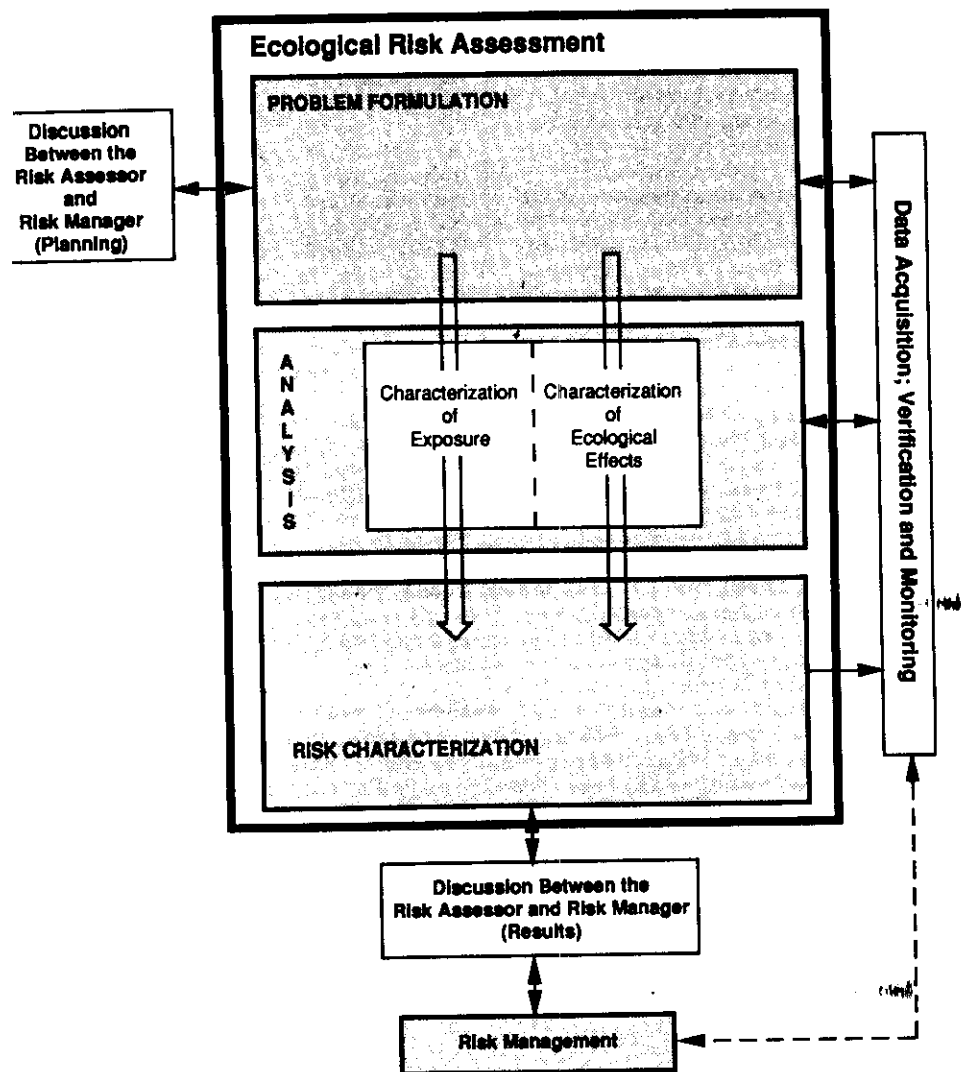 Ecological Risk Assessment
PROBLEM FORMULATION
Discussion
Between the
Risk Assessor
and
Risk Manager
(Planning)
ANALYSIS
Characterization
of
Exposure
Characterization
of
Ecological
Effects
Data Acquisition; Verification and Monitoring
RISK CHARACTERIZATION
Discussion Between the
Risk Assessor and Risk Manager
(Results)
Risk Management